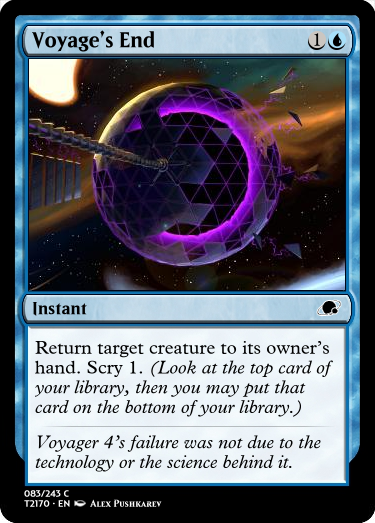 Voyage's End 1
Instant
Return target creature to its owner's
hand. Scry 1. (Look at the top card of
your library, then you may put that
card on the bottom of your library.)
Voyager 4's failure was not due to the
technology or the science behind it.
083/243 C
T2170 · EN Alex Pushkarev